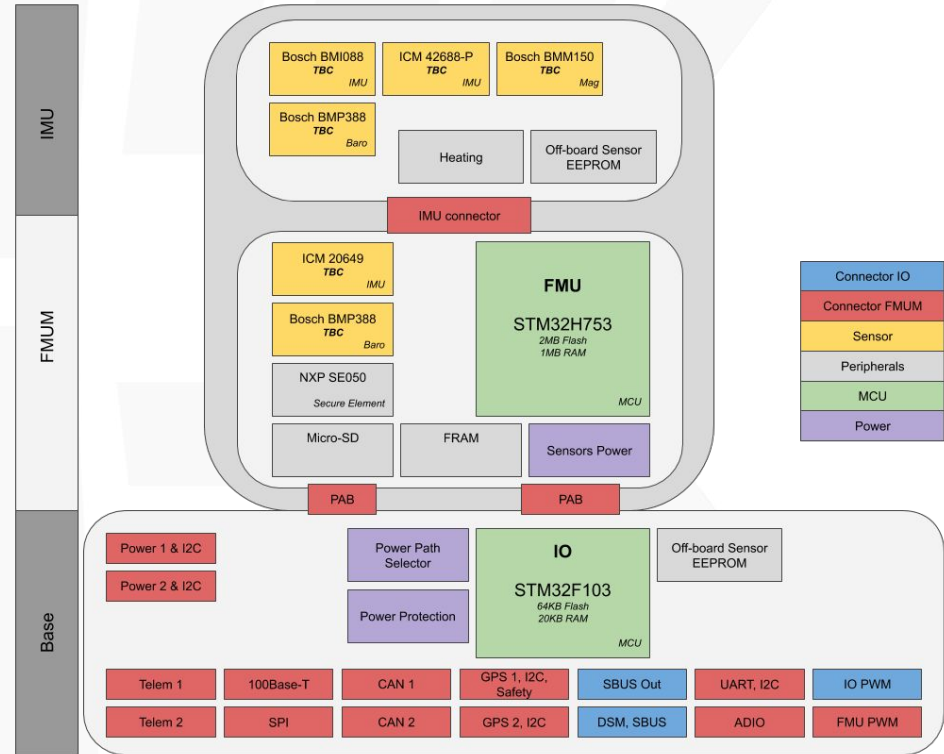 IMU
Bosch BMI088
TBC
IMU
ICM 42688-P
TBC
IMU
Bosch BMM150
TBC
Mag
Bosch BMP388
TBC
Baro
Heating
Off-board Sensor
EEPROM
IMU connector
FMUM
ICM 20649
TBC
IMU
Bosch BMP388
TBC
Baro
NXP SE050
Secure Element
FMU
STM32H753
2MB Flash
1MB RAM
MCU
Micro-SD
FRAM
Sensors Power
PAB
PAB
Connector IO
Connector FMUM
Sensor
Peripherals
MCU
Power
Base
Power 1 & I2C
Power 2 & I2C
Power Path
Selector
Power Protection
IO
STM32F103
64KB Flash
20KB RAM
MCU
Off-board Sensor
EEPROM
Telem 1
100Base-T
CAN 1
GPS 1, I2C,
Safety
SBUS Out
UART, I2C
IO PWM
Telem 2
SPI
CAN 2
GPS 2, I2C
DSM, SBUS
ADIO
FMU PWM